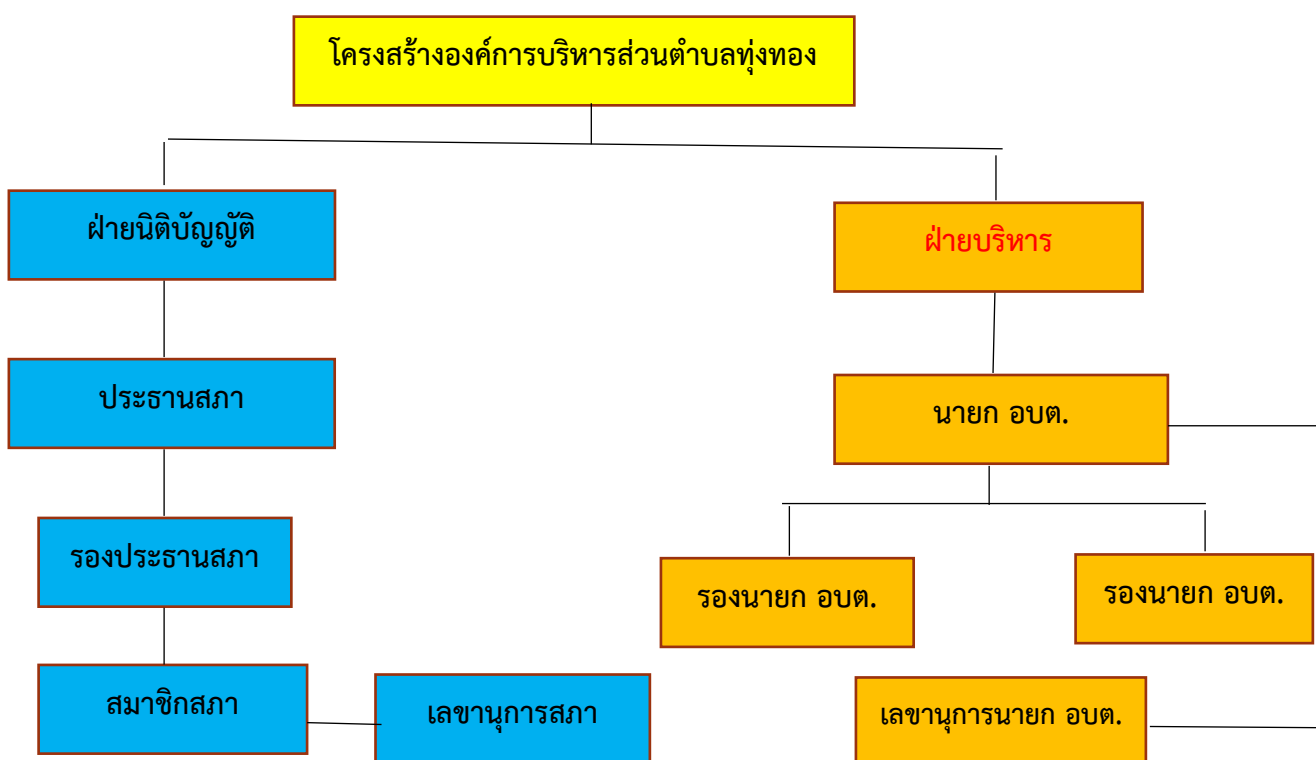 โครงสร้างองค์การบริหารส่วนตำบลทุ่งทอง
ฝ่ายนิติบัญญัติ
ฝ่ายบริหาร
ประธานสภา
นายก อบต.
รองประธานสภา
รองนายก อบต.
รองนายก อบต.
สมาชิกสภา
เลขานุการสภา
เลขานุการนายก อบต.